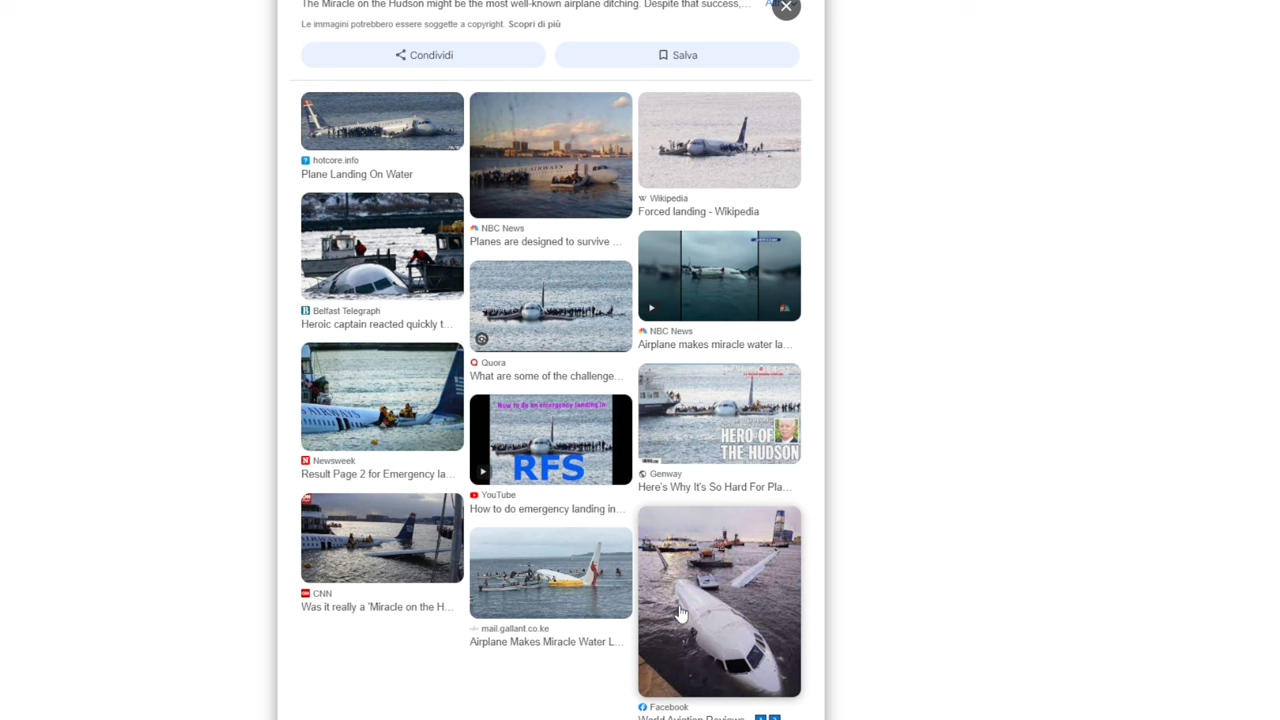 The Miracle on the Hudson might be the most well-known airplane ditching. Despite that success,…
Le immagini potrebbero essere soggette a copyright. Scopri di più
Condividi
Salva
hotcore.info
Plane Landing On Water
Belfast Telegraph
Heroic captain reacted quickly t…
AIRWAYS
Newsweek
Result Page 2 for Emergency la…
CNN
Was it really a 'Miracle on the H…
AIRWAYS
NBC News
Planes are designed to survive …
Quora
What are some of the challenge…
How to do an emergency landing in
RFS
YouTube
How to do emergency landing in…
mail.gallant.co.ke
Airplane Makes Miracle Water L…
Wikipedia
Forced landing - Wikipedia
NBC News
Airplane makes miracle water la…
HERO OF
THE HUDSON
Genway
Here's Why It's So Hard For Pla…
Facebook
World Aviation Reviews